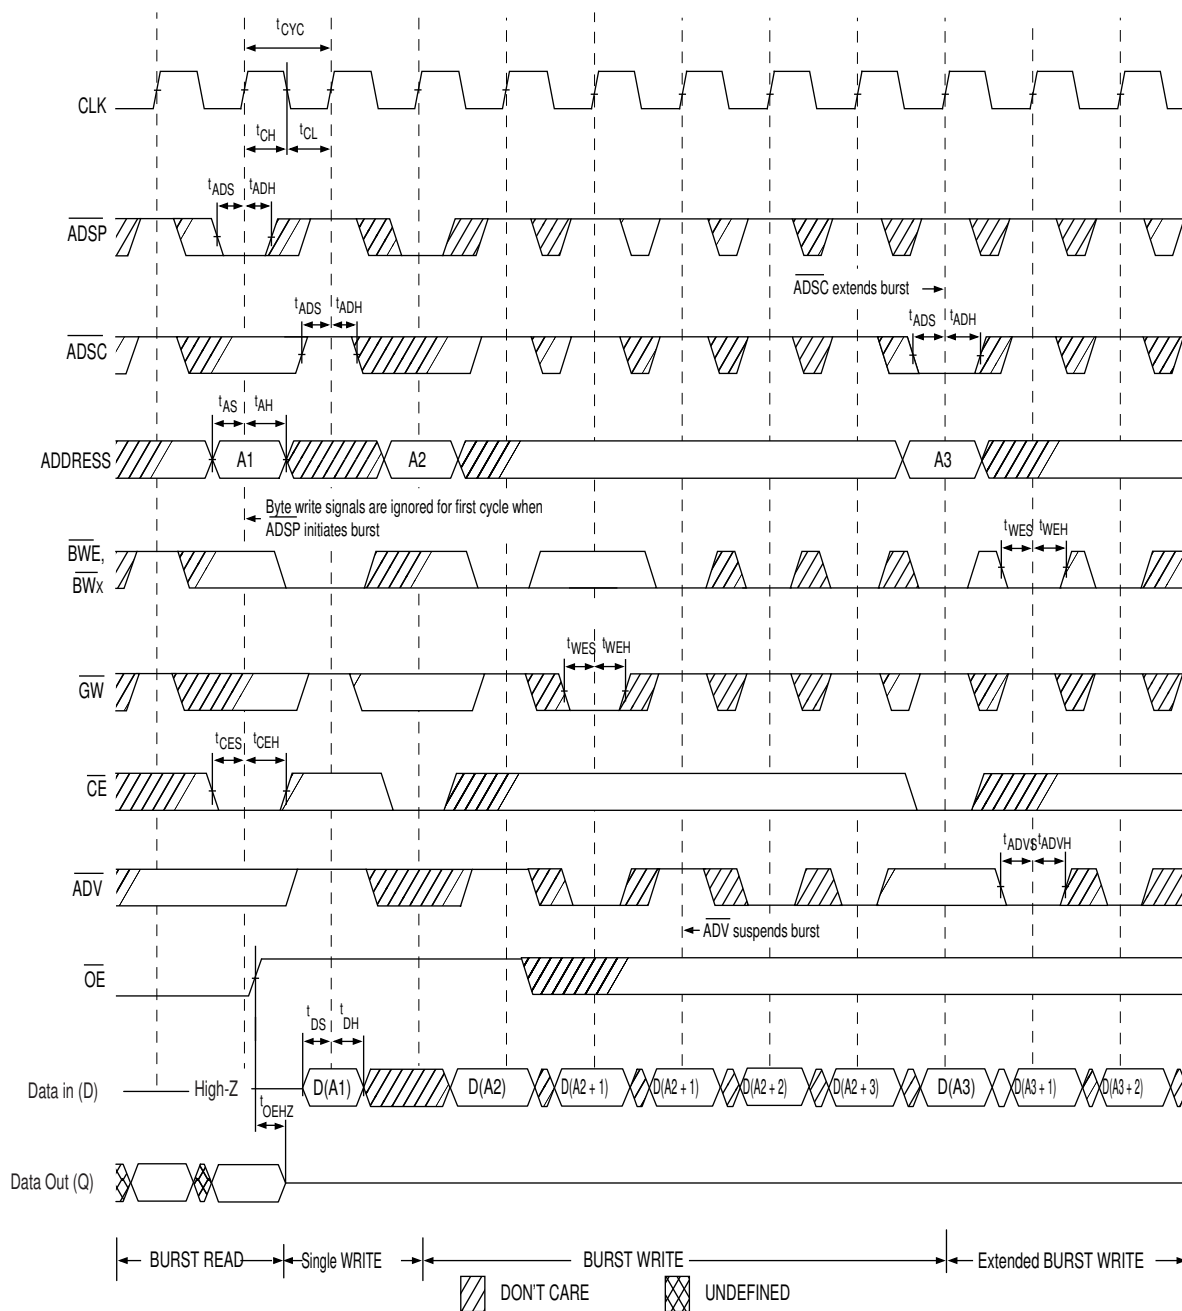 tCYC
CLK
tCH
tCL
tADS
tADH
ADSP
ADSC extends burst
tADS
tADH
tADS
tADH
ADSC
tAS
tAH
ADDRESS
A1
A2
A3
Byte write signals are ignored for first cycle when
ADSP initiates burst
tWES
tWEH
BWE,
BWx
tWES
tWEH
GW
tCES
tCEH
CE
tADVS
tADVH
ADV
ADV suspends burst
OE
tDS
tDH
Data in (D)
High-Z
D(A1)
D(A2)
D(A2 + 1)
D(A2 + 1)
D(A2 + 2)
D(A2 + 3)
D(A3)
D(A3 + 1)
D(A3 + 2)
tOEHZ
Data Out (Q)
BURST READ
Single WRITE
BURST WRITE
Extended BURST WRITE
DON'T CARE
UNDEFINED